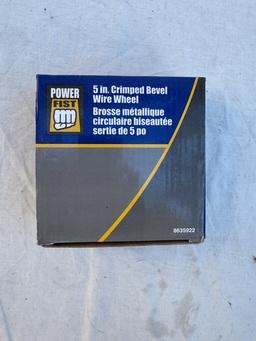 POWER
FIST
5 in. Crimped Bevel
Wire Wheel
Brosse métallique
circulaire biseautée
sertie de 5 po
8635922